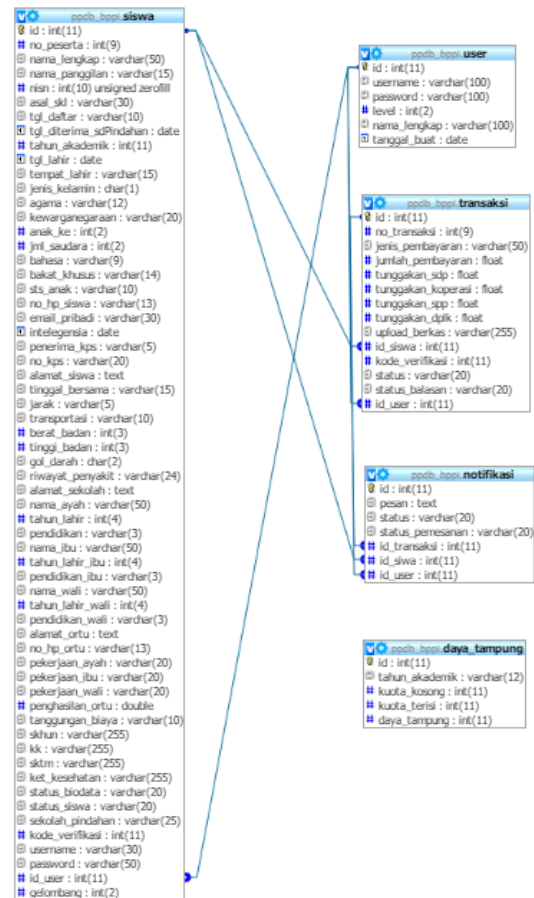 ppdb_bppi.siswa
id : int(11)
no_peserta : int(9)
nama_lengkap : varchar(50)
nama_panggilan : varchar(15)
nisn : int(10) unsigned zerofill
asal_skl : varchar(30)
tgl_daftar : varchar(10)
tgl_diterima_sdPindahan : date
tahun_akademik : int(11)
tgl_lahir : date
tempat_lahir : varchar(15)
jenis_kelamin : char(1)
agama : varchar(12)
kewarganegaraan : varchar(20)
anak_ke : int(2)
jml_saudara : int(2)
bahasa : varchar(9)
bakat_khusus : varchar(14)
sts_anak : varchar(10)
no_hp_siswa : varchar(13)
email_pribadi : varchar(30)
intelegensia : date
penerima_kps : varchar(5)
no_kps : varchar(20)
alamat_siswa : text
tinggal_bersama : varchar(15)
jarak : varchar(5)
transportasi : varchar(10)
berat_badan : int(3)
tinggi_badan : int(3)
gol_darah : char(2)
riwayat_penyakit : varchar(24)
alamat_sekolah : text
nama_ayah : varchar(50)
tahun_lahir : int(4)
pendidikan : varchar(3)
nama_ibu : varchar(50)
tahun_lahir_ibu : int(4)
pendidikan_ibu : varchar(3)
nama_wali : varchar(50)
tahun_lahir_wali : int(4)
pendidikan_wali : varchar(3)
alamat_ortu : text
no_hp_ortu : varchar(13)
pekerjaan_ayah : varchar(20)
pekerjaan_ibu : varchar(20)
pekerjaan_wali : varchar(20)
penghasilan_ortu : double
tanggungan_biaya : varchar(10)
skhun : varchar(255)
kk : varchar(255)
sktm : varchar(255)
ket_kesehatan : varchar(255)
status_biodata : varchar(20)
status_siswa : varchar(20)
sekolah_pindahan : varchar(25)
kode_verifikasi : int(11)
username : varchar(30)
password : varchar(50)
id_user : int(11)
gelombang : int(2)
ppdb_bppi.user
id : int(11)
username : varchar(100)
password : varchar(100)
level : int(2)
nama_lengkap : varchar(100)
tanggal_buat : date
ppdb_bppi.transaksi
id : int(11)
no_transaksi : int(9)
jenis_pembayaran : varchar(50)
jumlah_pembayaran : float
tunggakan_sdp : float
tunggakan_koperasi : float
tunggakan_spp : float
tunggakan_dplk : float
upload_berkas : varchar(255)
id_siswa : int(11)
kode_verifikasi : int(11)
status : varchar(20)
status_balasan : varchar(20)
id_user : int(11)
ppdb_bppi.notifikasi
id : int(11)
pesan : text
status : varchar(20)
status_pemesanan : varchar(20)
id_transaksi : int(11)
id_siwa : int(11)
id_user : int(11)
ppdb_bppi.daya_tampung
id : int(11)
tahun_akademik : varchar(12)
kuota_kosong : int(11)
kuota_terisi : int(11)
daya_tampung : int(11)